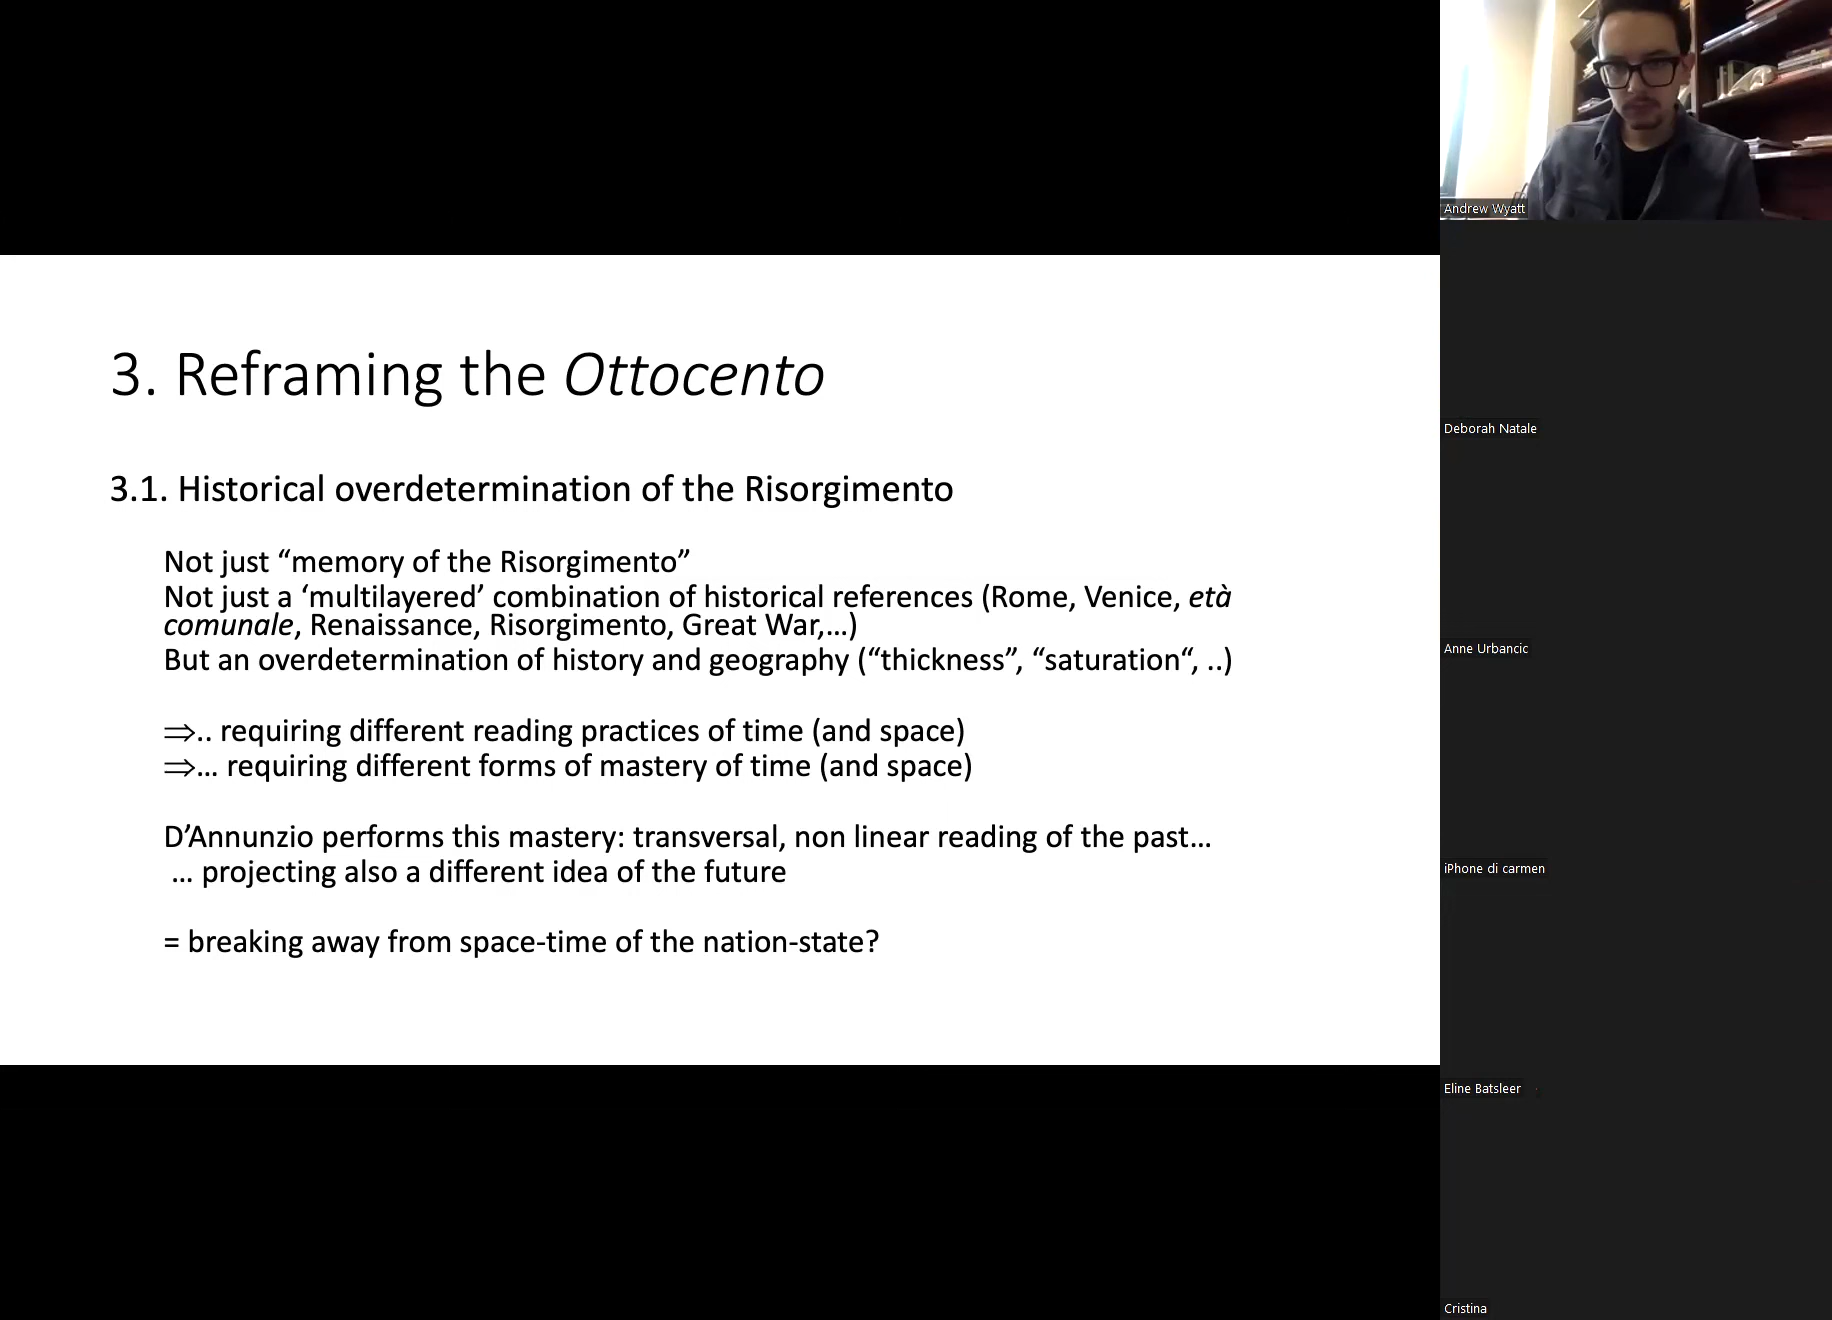 3. Reframing the Ottocento
3.1. Historical overdetermination of the Risorgimento
Not just “memory of the Risorgimento”
Not just a ‘multilayered’ combination of historical references (Rome, Venice, età
comunale, Renaissance, Risorgimento, Great War,…)
But an overdetermination of history and geography (“thickness”, “saturation“, ..)
⇒.. requiring different reading practices of time (and space)
⇒… requiring different forms of mastery of time (and space)
D’Annunzio performs this mastery: transversal, non linear reading of the past…
… projecting also a different idea of the future
= breaking away from space-time of the nation-state?
Andrew Wyatt
Deborah Natale
Anne Urbancic
iPhone di carmen
Eline Batsleer
Cristina